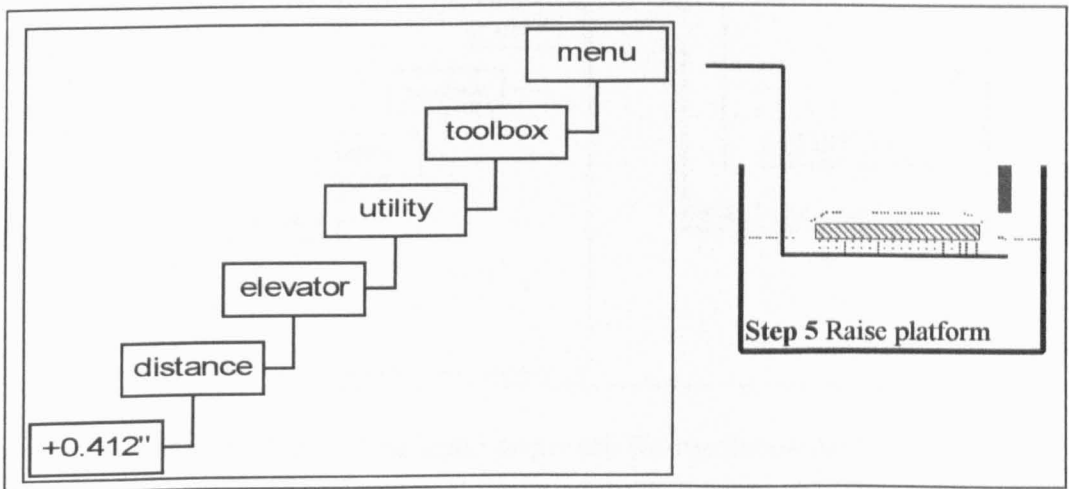 menu
toolbox
utility
elevator
distance
+0.412"
Step 5 Raise platform